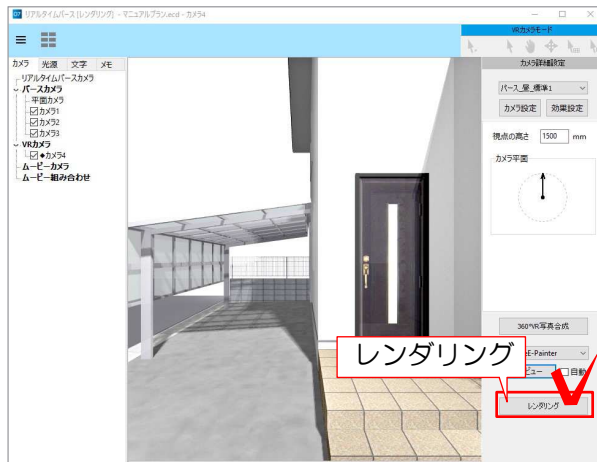 リアルタイムパース [レンダリング] - マニュアルプラン.ecd - カメラ4
VRカメラモード
カメラ 光源 文字 メモ
カメラ詳細設定
リアルタイムパースカメラ
パースカメラ
平面カメラ
カメラ1
カメラ2
カメラ3
VRカメラ
◆カメラ4
ムービーカメラ
ムービー組み合わせ
パース_昼_標準1
カメラ設定 効果設定
視点の高さ 1500 mm
カメラ平面
360°VR写真合成
E-Painter
ビュー 自動
レンダリング
レンダリング